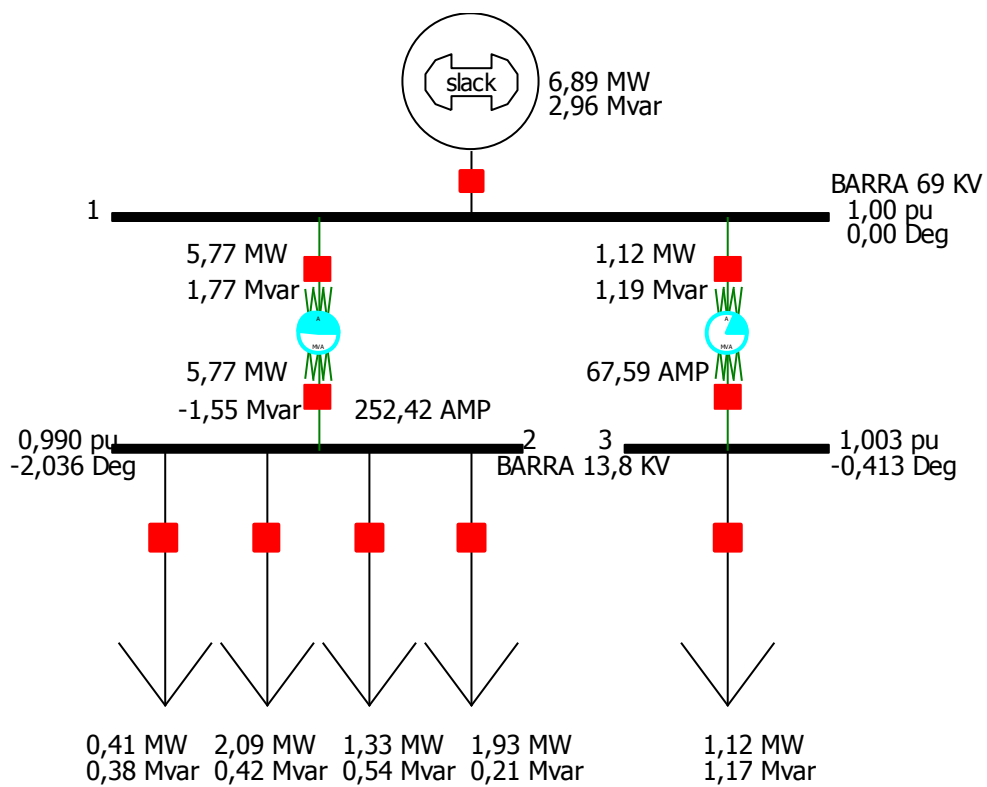 slack
6,89 MW
2,96 Mvar
BARRA 69 KV
1
1,00 pu
0,00 Deg
5,77 MW
1,77 Mvar
1,12 MW
1,19 Mvar
A
MVA
A
MVA
5,77 MW
-1,55 Mvar
252,42 AMP
67,59 AMP
0,990 pu
-2,036 Deg
2
BARRA 13,8 KV
3
1,003 pu
-0,413 Deg
0,41 MW
0,38 Mvar
2,09 MW
0,42 Mvar
1,33 MW
0,54 Mvar
1,93 MW
0,21 Mvar
1,12 MW
1,17 Mvar